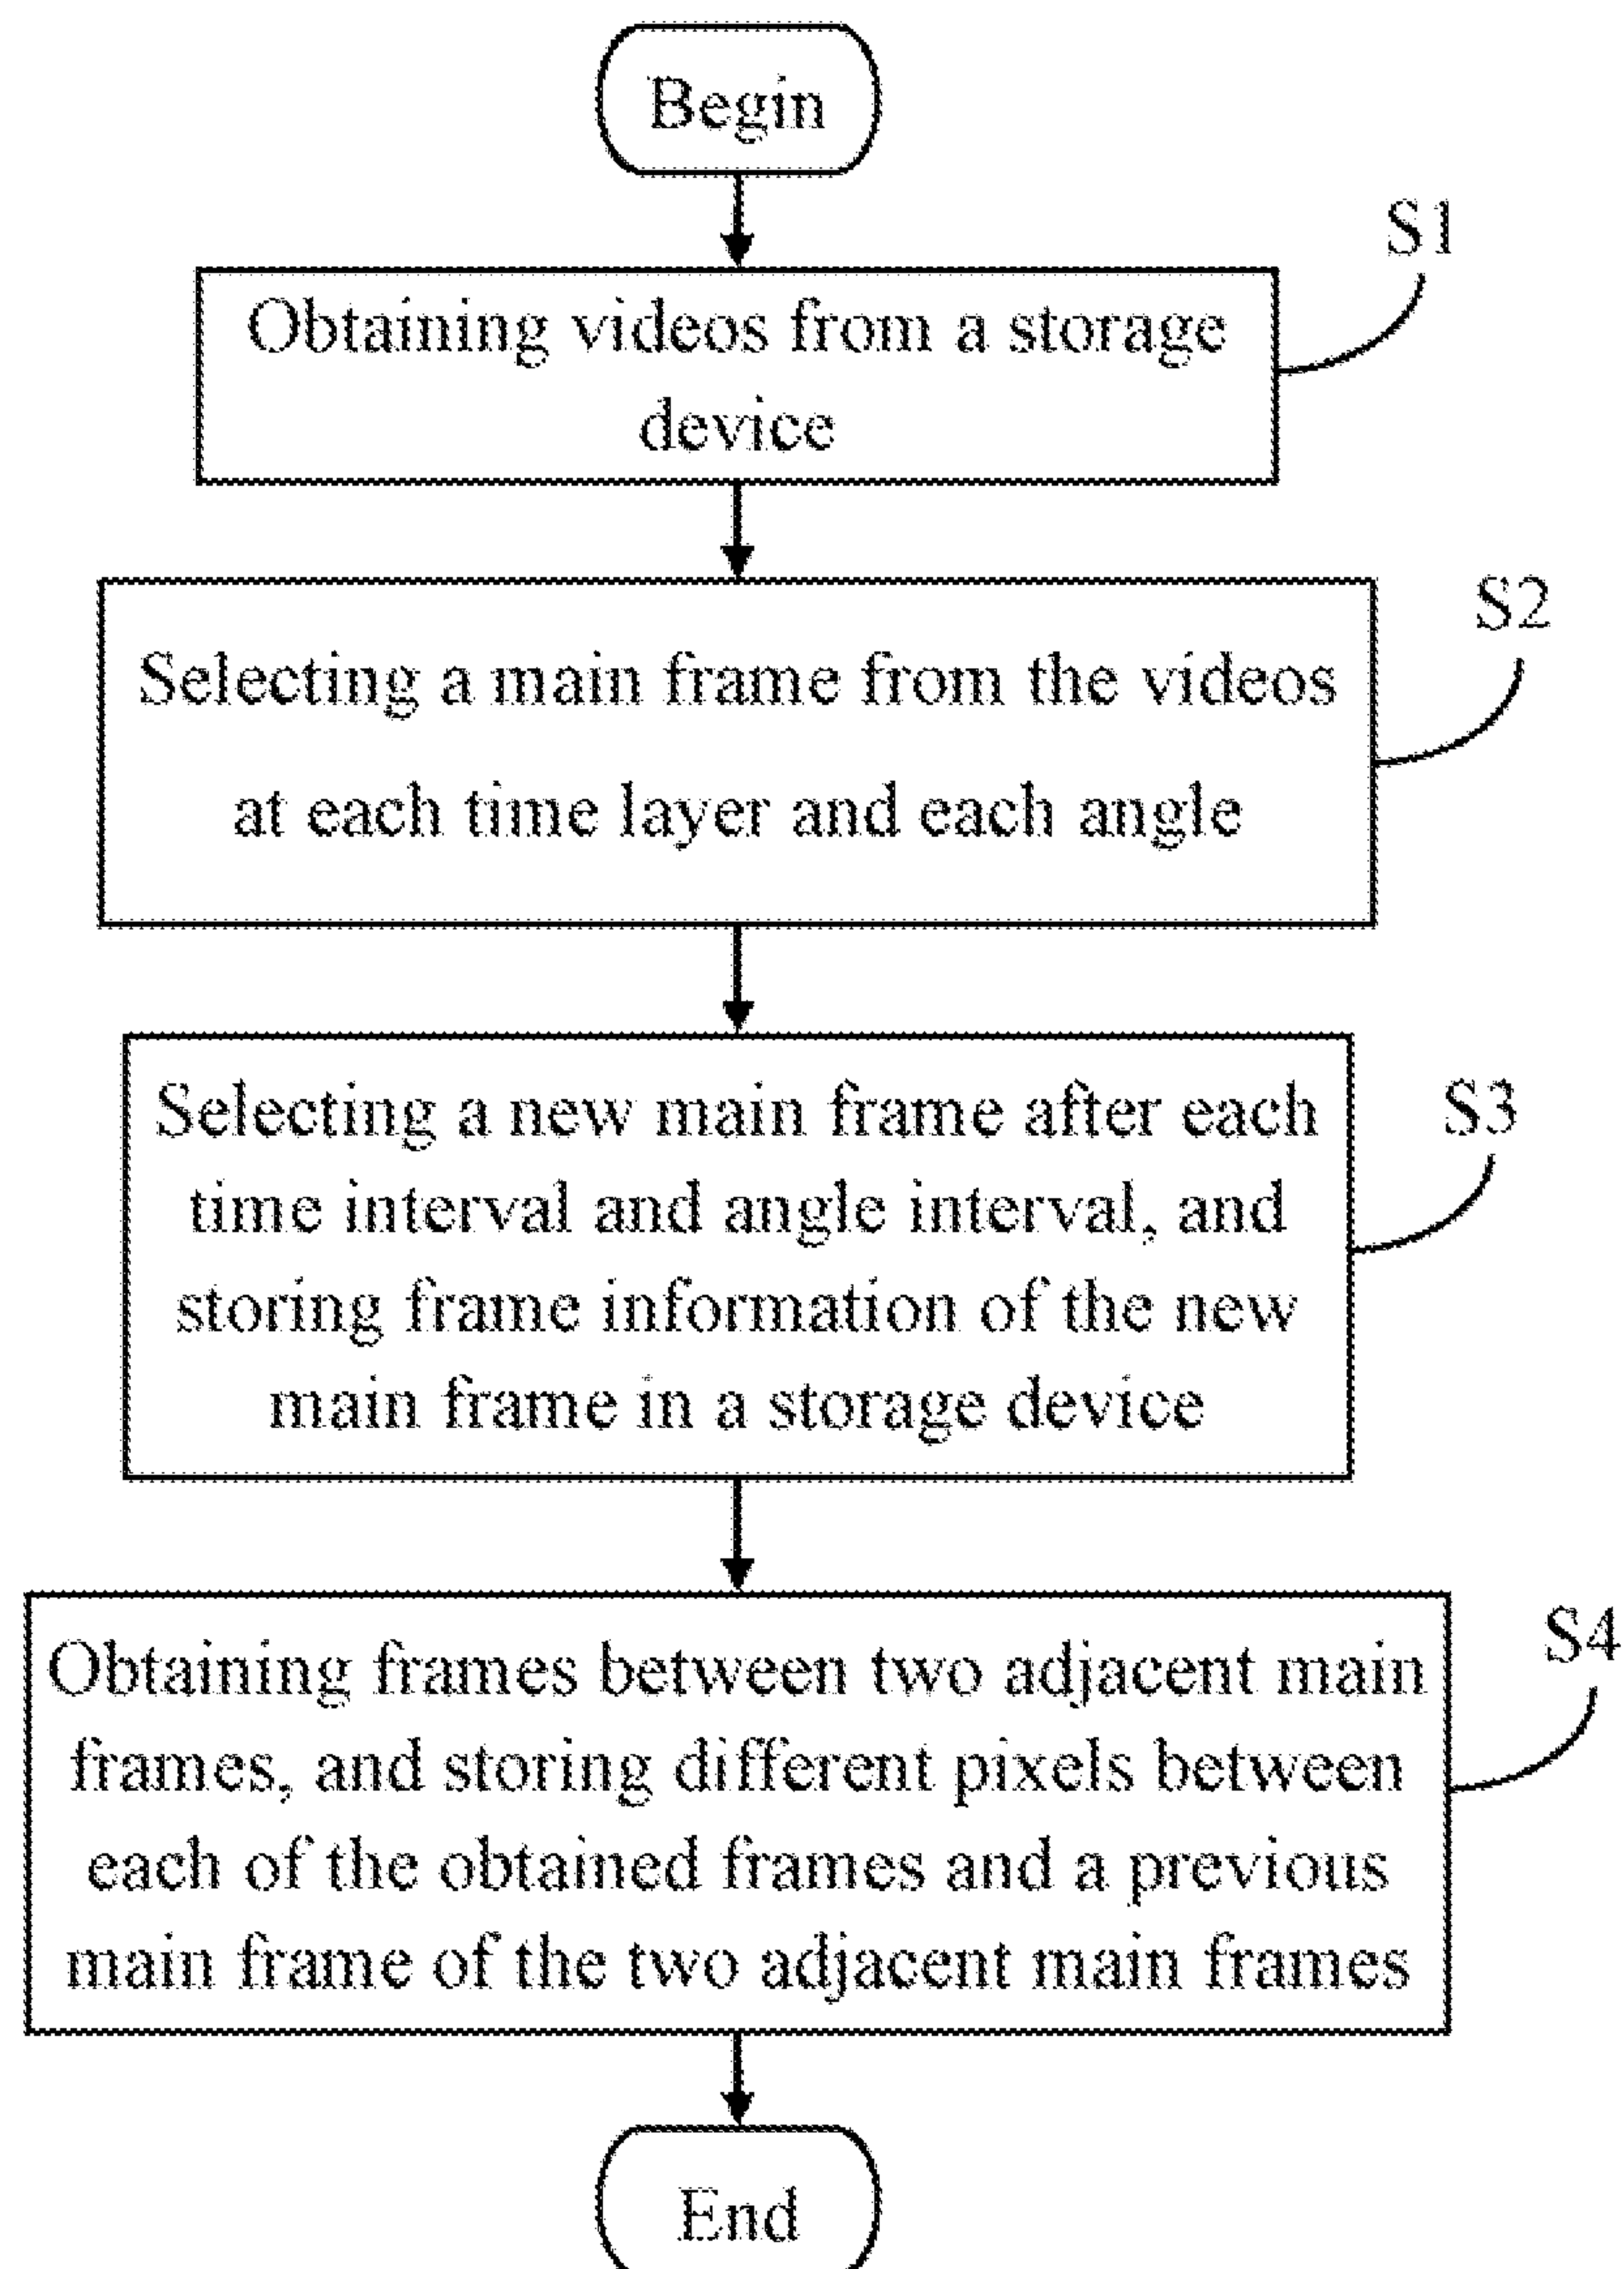 Begin
S1
Obtaining videos from a storage
device
S2
Selecting a main frame from the videos
at each time layer and each angle
S3
Selecting a new main frame after each
time interval and angle interval, and
storing frame information of the new
main frame in a storage device
S4
Obtaining frames between two adjacent main
frames, and storing different pixels between
each of the obtained frames and a previous
main frame of the two adjacent main frames
End